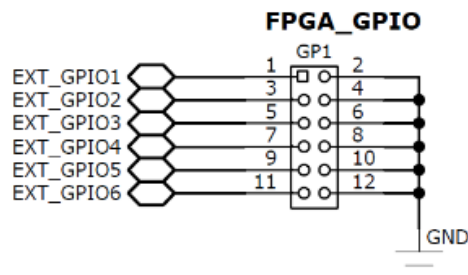 FPGA_GPIO
GP1
EXT_GPIO1 1 2
EXT_GPIO2 3 4
EXT_GPIO3 5 6
EXT_GPIO4 7 8
EXT_GPIO5 9 10
EXT_GPIO6 11 12
GND